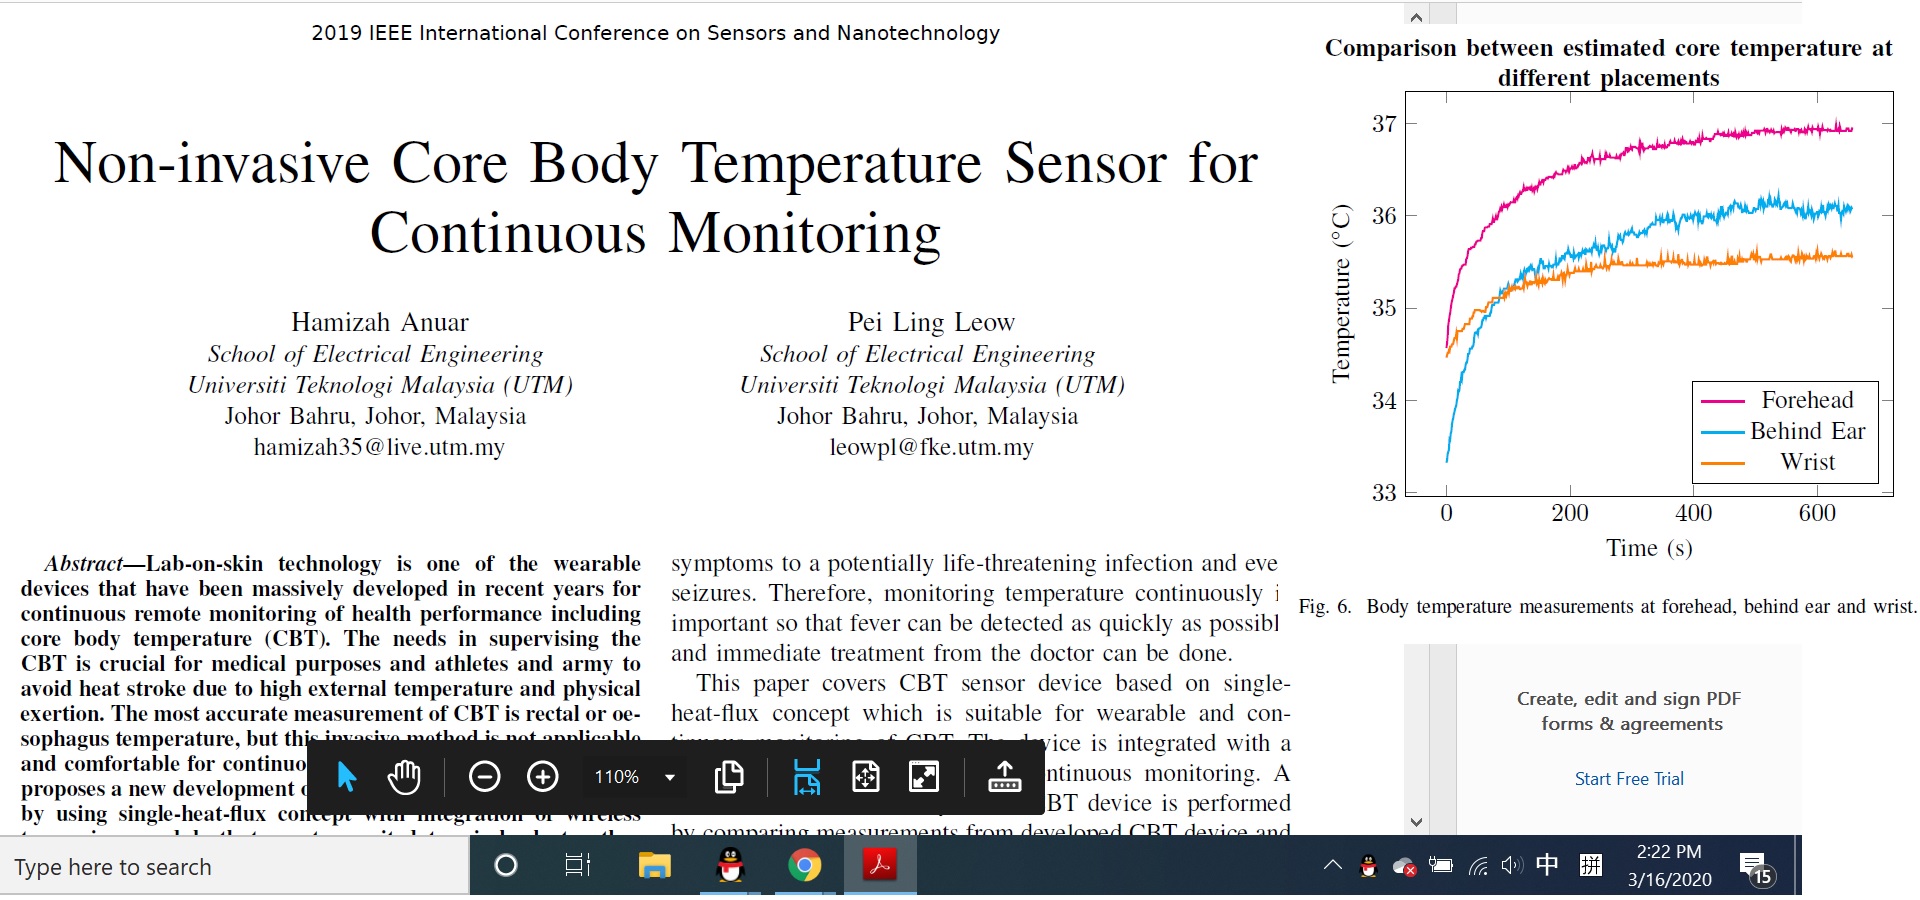 2019 IEEE International Conference on Sensors and Nanotechnology
Non-invasive Core Body Temperature Sensor for
Continuous Monitoring
Hamizah Anuar
School of Electrical Engineering
Universiti Teknologi Malaysia (UTM)
Johor Bahru, Johor, Malaysia
hamizah35@live.utm.my
Pei Ling Leow
School of Electrical Engineering
Universiti Teknologi Malaysia (UTM)
Johor Bahru, Johor, Malaysia
leowpl@fke.utm.my
Abstract—Lab-on-skin technology is one of the wearable
devices that have been massively developed in recent years for
continuous remote monitoring of health performance including
core body temperature (CBT). The needs in supervising the
CBT is crucial for medical purposes and athletes and army to
avoid heat stroke due to high external temperature and physical
exertion. The most accurate measurement of CBT is rectal or oe-
sophagus temperature, but this invasive method is not applicable
and comfortable for continuo
proposes a new development o
by using single-heat-flux concept with integration of wireless
symptoms to a potentially life-threatening infection and eve
seizures. Therefore, monitoring temperature continuously i
important so that fever can be detected as quickly as possibl
and immediate treatment from the doctor can be done.
This paper covers CBT sensor device based on single-
heat-flux concept which is suitable for wearable and con-
tinuous monitoring of CBT. The device is integrated with a
ntinuous monitoring. A
BT device is performed
by comparing measurements from developed CBT device and
Comparison between estimated core temperature at
different placements
37
36
35
34
33
Temperature (°C)
Forehead
Behind Ear
Wrist
0 200 400 600
Time (s)
Fig. 6. Body temperature measurements at forehead, behind ear and wrist.
Create, edit and sign PDF
forms & agreements
Start Free Trial
110%
Type here to search
中
拼
2:22 PM
3/16/2020
15